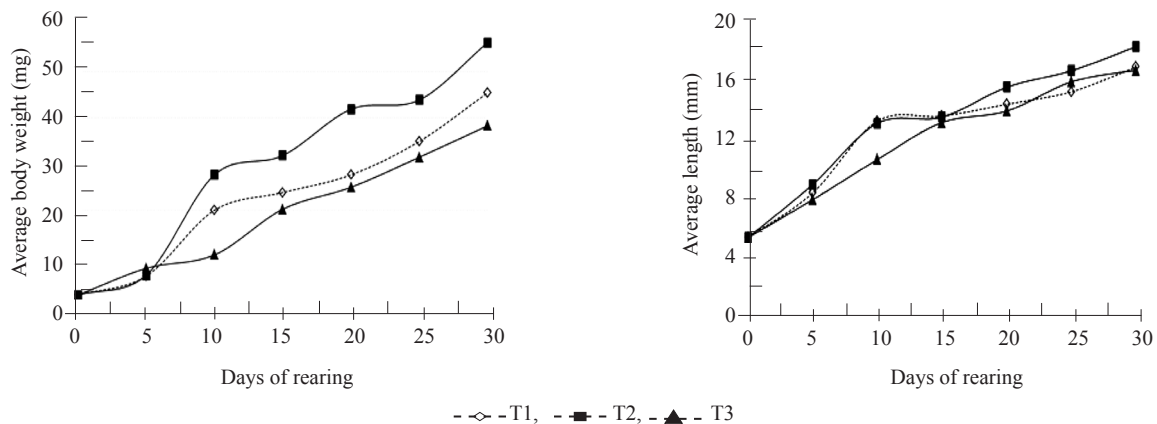 Average body weight (mg)
60
50
40
30
20
10
0
0 5 10 15 20 25 30
Days of rearing
Average length (mm)
20
16
12
8
4
0
0 5 10 15 20 25 30
Days of rearing
T1, T2, T3